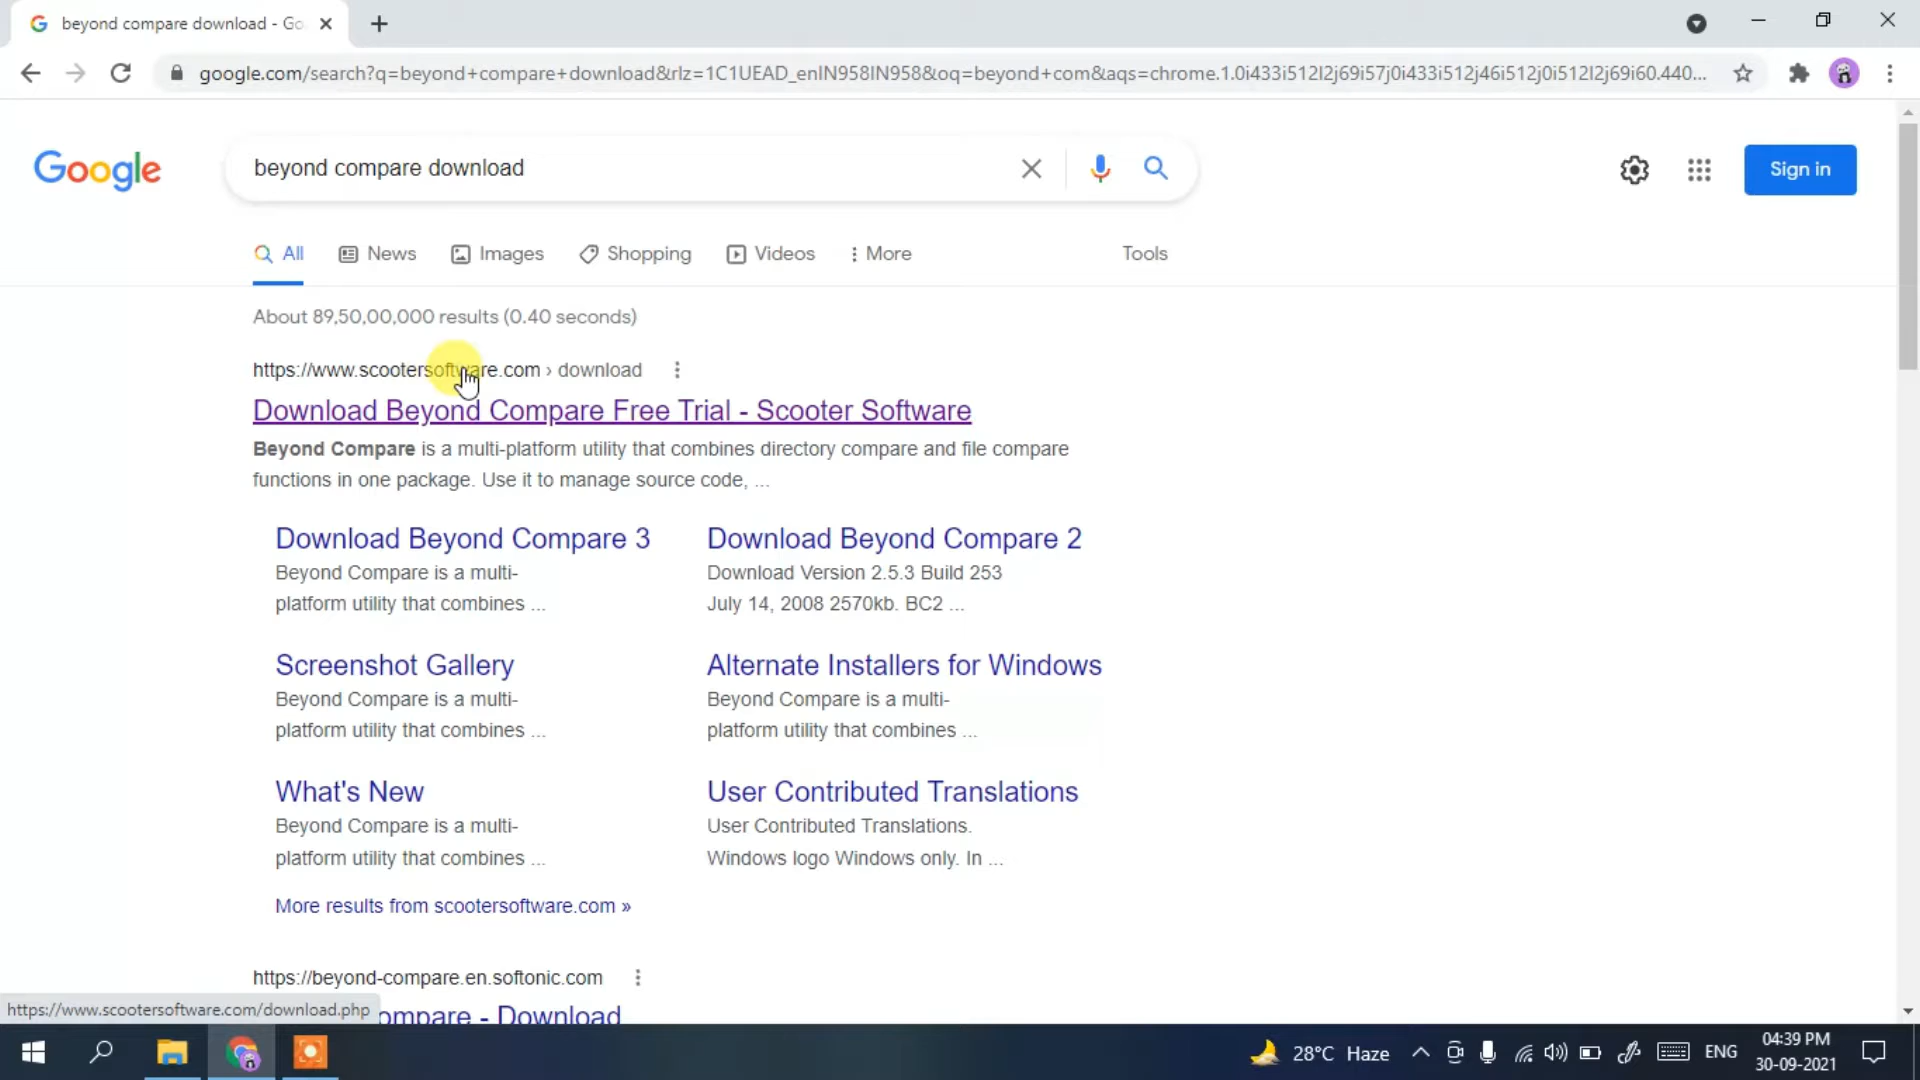 beyond compare download - Go
google.com/search?q=beyond+compare+download&rlz=1C1UEAD_enIN958IN958&oq=beyond+com&aqs=chrome.1.0i433i512l2j69i57j0i433i512j46i512j0i512l2j69i60.440...
Google
beyond compare download
Sign in
All
News
Images
Shopping
Videos
More
Tools
About 89,50,00,000 results (0.40 seconds)
https://www.scootersoftware.com › download
Download Beyond Compare Free Trial - Scooter Software
Beyond Compare is a multi-platform utility that combines directory compare and file compare
functions in one package. Use it to manage source code, ...
Download Beyond Compare 3
Beyond Compare is a multi-
platform utility that combines ...
Download Beyond Compare 2
Download Version 2.5.3 Build 253
July 14, 2008 2570kb. BC2 ...
Screenshot Gallery
Beyond Compare is a multi-
platform utility that combines ...
Alternate Installers for Windows
Beyond Compare is a multi-
platform utility that combines ...
What's New
Beyond Compare is a multi-
platform utility that combines ...
User Contributed Translations
User Contributed Translations.
Windows logo Windows only. In ...
More results from scootersoftware.com »
https://beyond-compare.en.softonic.com
ompare - Download
https://www.scootersoftware.com/download.php
28°C Haze
ENG
04:39 PM
30-09-2021